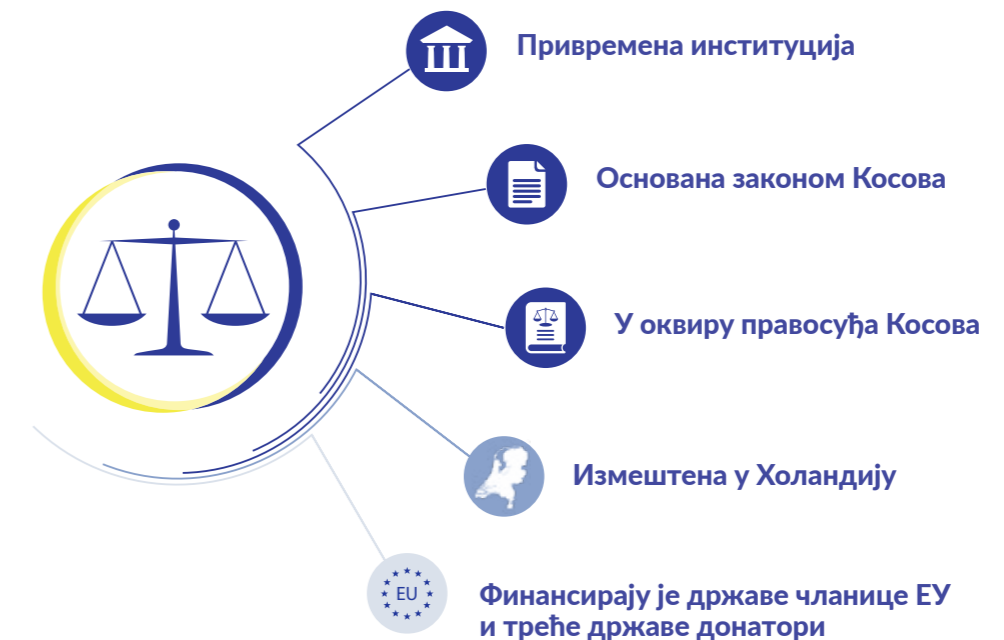 Привремена институција
Основана законом Косова
У оквиру правосуђа Косова
Измештена у Холандију
EU
Финансирају је државе чланице ЕУ
и треће државе донатори